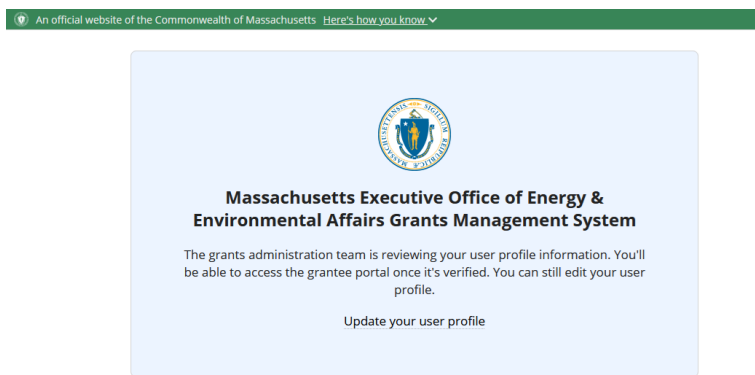 An official website of the Commonwealth of Massachusetts Here's how you know
Massachusetts Executive Office of Energy &
Environmental Affairs Grants Management System
The grants administration team is reviewing your user profile information. You'll
be able to access the grantee portal once it's verified. You can still edit your user
profile.
Update your user profile